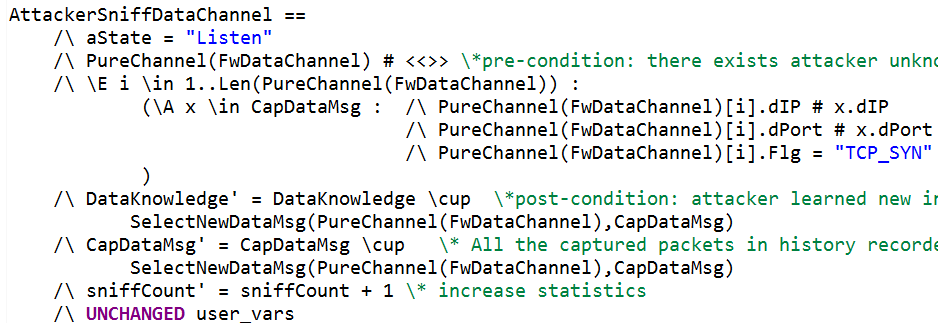 AttackerSniffDataChannel ==
/\ aState = "Listen"
/\ PureChannel(FwDataChannel) # <<>> \*pre-condition: there exists attacker
/\ \E i \in 1..Len(PureChannel(FwDataChannel)) :
(\A x \in CapDataMsg : /\ PureChannel(FwDataChannel)[i].dIP # x.dIP
/\ PureChannel(FwDataChannel)[i].dPort # x.dPort
/\ PureChannel(FwDataChannel)[i].Flg = "TCP_SYN"
)
/\ DataKnowledge' = DataKnowledge \cup \*post-condition: attacker learned new
SelectNewDataMsg(PureChannel(FwDataChannel),CapDataMsg)
/\ CapDataMsg' = CapDataMsg \cup \* All the captured packets in history
SelectNewDataMsg(PureChannel(FwDataChannel),CapDataMsg)
/\ sniffCount' = sniffCount + 1 \* increase statistics
/\ UNCHANGED user_vars